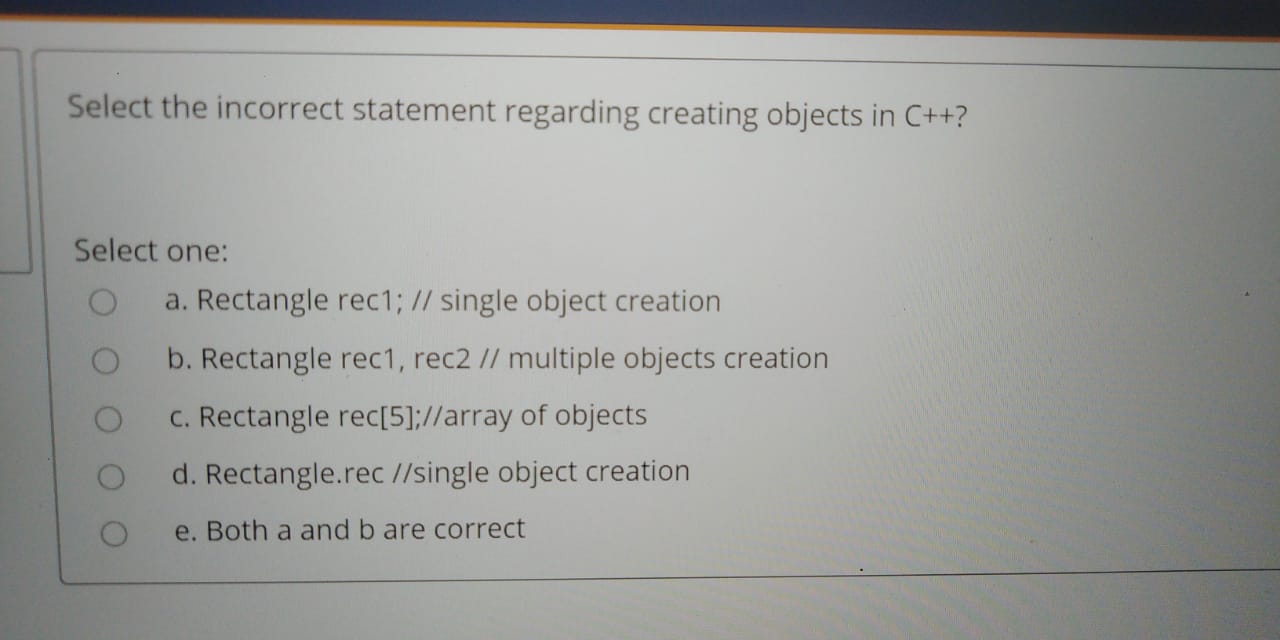 Select the incorrect statement regarding creating objects in C++?
Select one:
a. Rectangle rec1; // single object creation
b. Rectangle rec1, rec2 // multiple objects creation
c. Rectangle rec[5];//array of objects
d. Rectangle.rec //single object creation
e. Both a and b are correct